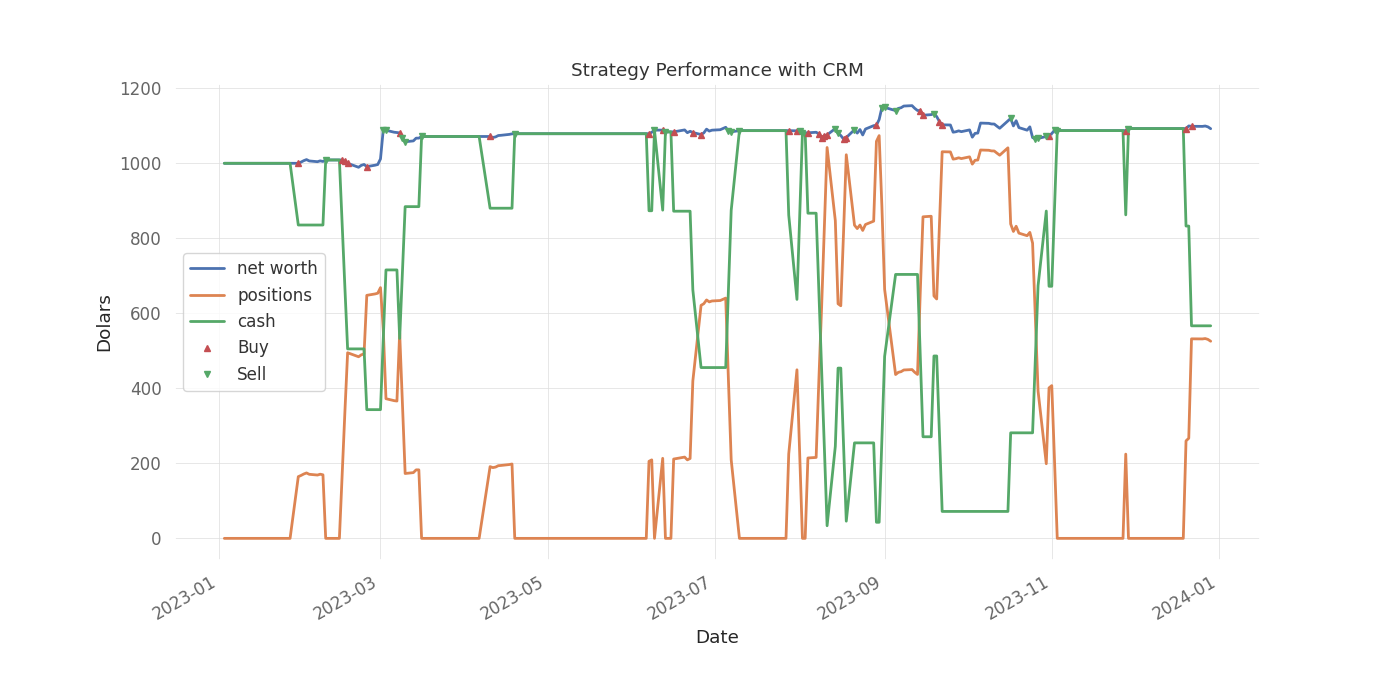 Strategy Performance with CRM
1200
1000
800
600
400
200
0
Dolars
net worth
positions
cash
Buy
Sell
2023-01
2023-03
2023-05
2023-07
2023-09
2023-11
2024-01
Date